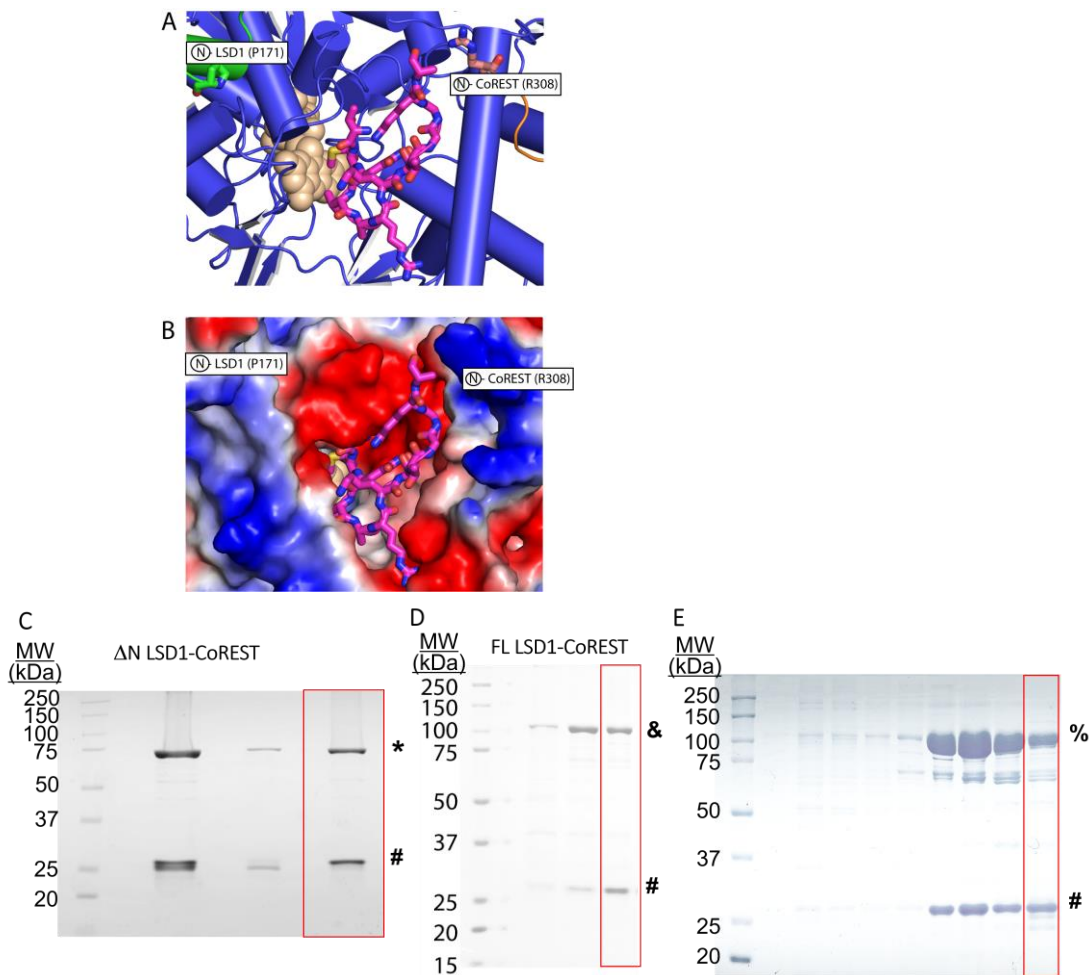 A
Ⓝ- LSD1 (P171)
Ⓝ- CoREST (R308)
B
Ⓝ- LSD1 (P171)
Ⓝ- CoREST (R308)
C
MW
(kDa)
ΔN LSD1-CoREST
250
150
100
75
50
37
25
20
*
#
D
MW
(kDa)
FL LSD1-CoREST
250
150
100
75
50
37
25
20
15
&
#
E
MW
(kDa)
250
150
100
75
50
37
25
20
%
#